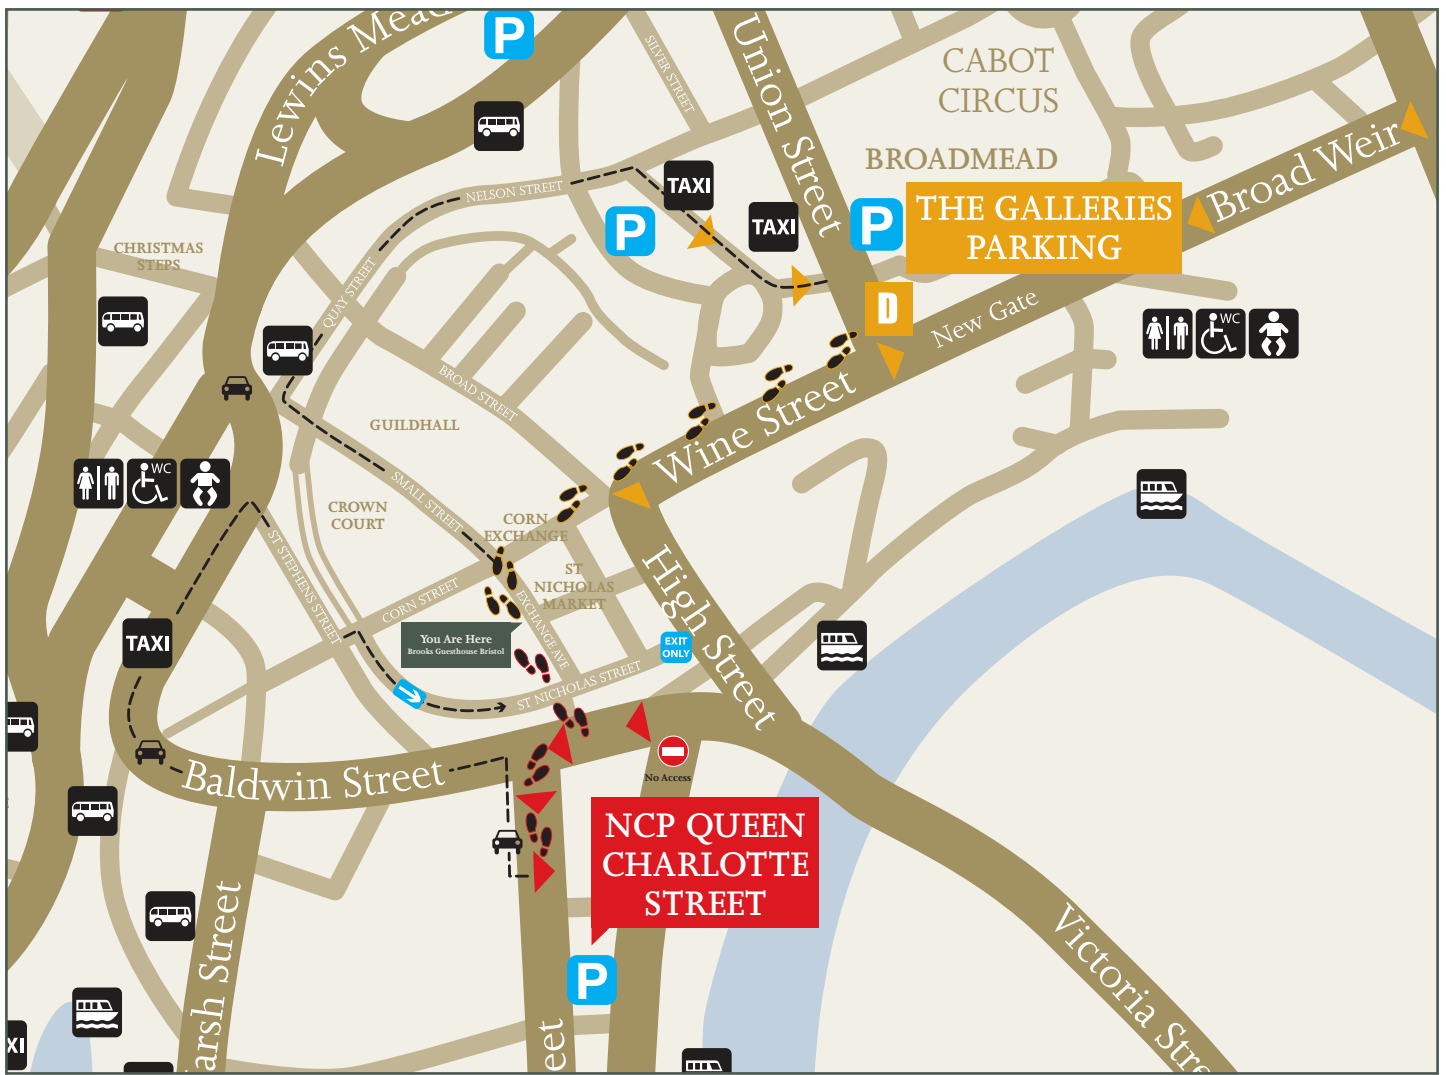 Lewins Mead
P
SILVER STREET
Union Street
CABOT
CIRCUS
BROADMEAD
Broad Weir
TAXI
NELSON STREET
TAXI
P
P
THE GALLERIES
PARKING
CHRISTMAS
STEPS
QUAY STREET
D
New Gate
WC
BROAD STREET
Wine Street
GUILDHALL
WC
SMALL STREET
CROWN
COURT
CORN
EXCHANGE
ST
NICHOLAS
MARKET
ST STEPHENS STREET
CORN STREET
EXCHANGE AVE
High Street
You Are Here
Brooks Guesthouse Bristol
EXIT
ONLY
TAXI
ST NICHOLAS STREET
Baldwin Street
No Access
NCP QUEEN
CHARLOTTE
STREET
arsh Street
P
Victoria Stre
XI
eet